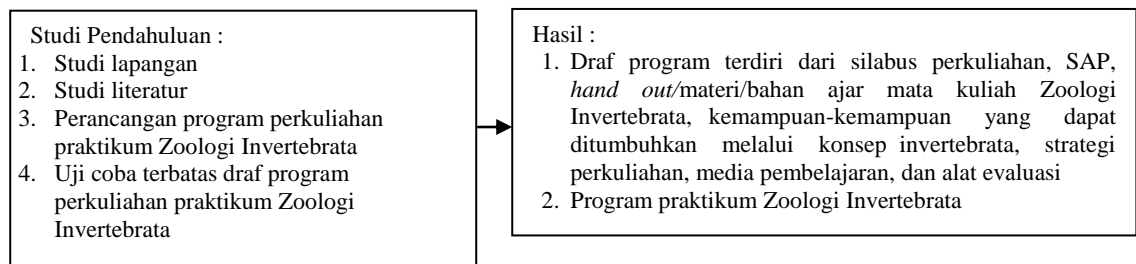 Studi Pendahuluan :
1. Studi lapangan
2. Studi literatur
3. Perancangan program perkuliahan
praktikum Zoologi Invertebrata
4. Uji coba terbatas draf program
perkuliahan praktikum Zoologi
Invertebrata
Hasil :
1. Draf program terdiri dari silabus perkuliahan, SAP,
hand out/materi/bahan ajar mata kuliah Zoologi
Invertebrata, kemampuan-kemampuan yang dapat
ditumbuhkan melalui konsep invertebrata, strategi
perkuliahan, media pembelajaran, dan alat evaluasi
2. Program praktikum Zoologi Invertebrata